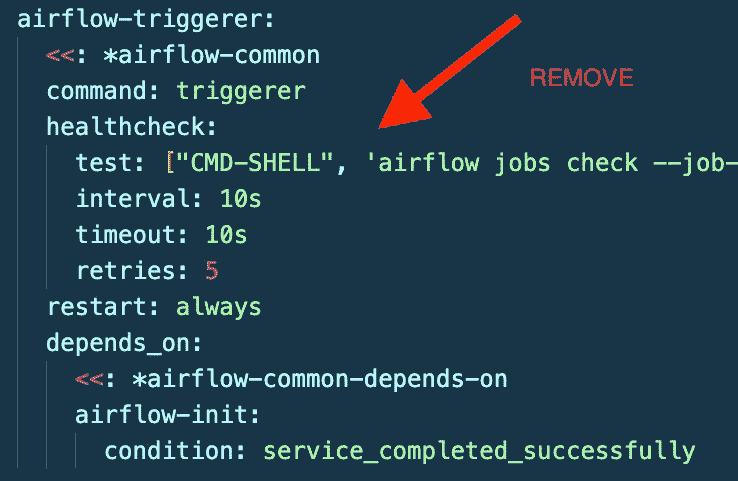 airflow-triggerer:
<<: *airflow-common
REMOVE
command: triggerer
healthcheck:
test: ["CMD-SHELL", 'airflow jobs check --job-
interval: 10s
timeout: 10s
retries: 5
restart: always
depends_on:
<<: *airflow-common-depends-on
airflow-init:
condition: service_completed_successfully